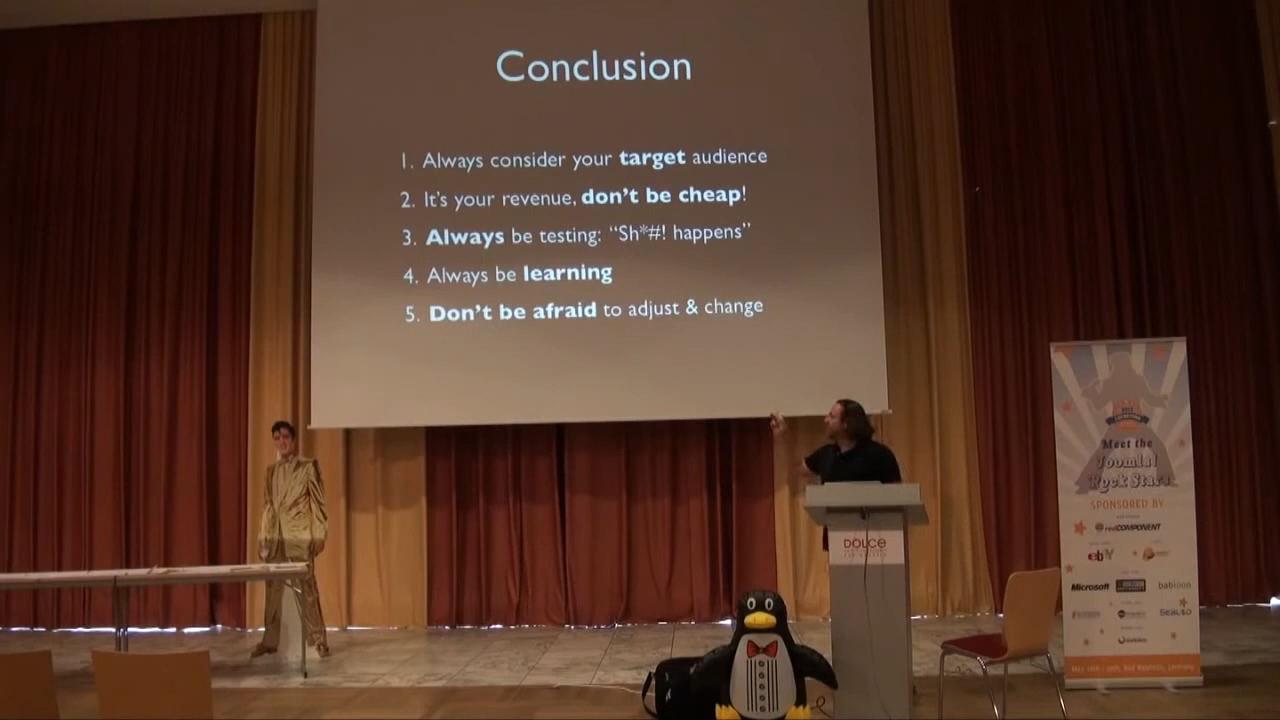 Conclusion
1. Always consider your target audience
2. It's your revenue, don't be cheap!
3. Always be testing: “Sh*#! happens”
4. Always be learning
5. Don't be afraid to adjust & change
DOLCE
Meet the
Joomla!
Rock Stars
SPONSORED BY
redCOMPONENT
ebY
Microsoft
babloon